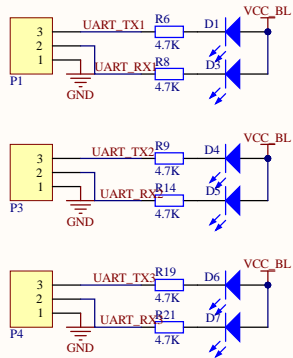 VCC_BL
UART_TX1 R6 D1
3
4.7K
2
UART_RX1 R8 D3
1
P1
4.7K
GND
VCC_BL
UART_TX2 R9 D4
3
4.7K
2
UART_RX2 R14 D5
1
P3
4.7K
GND
VCC_BL
UART_TX3 R19 D6
3
4.7K
2
UART_RX3 R21 D7
1
P4
4.7K
GND